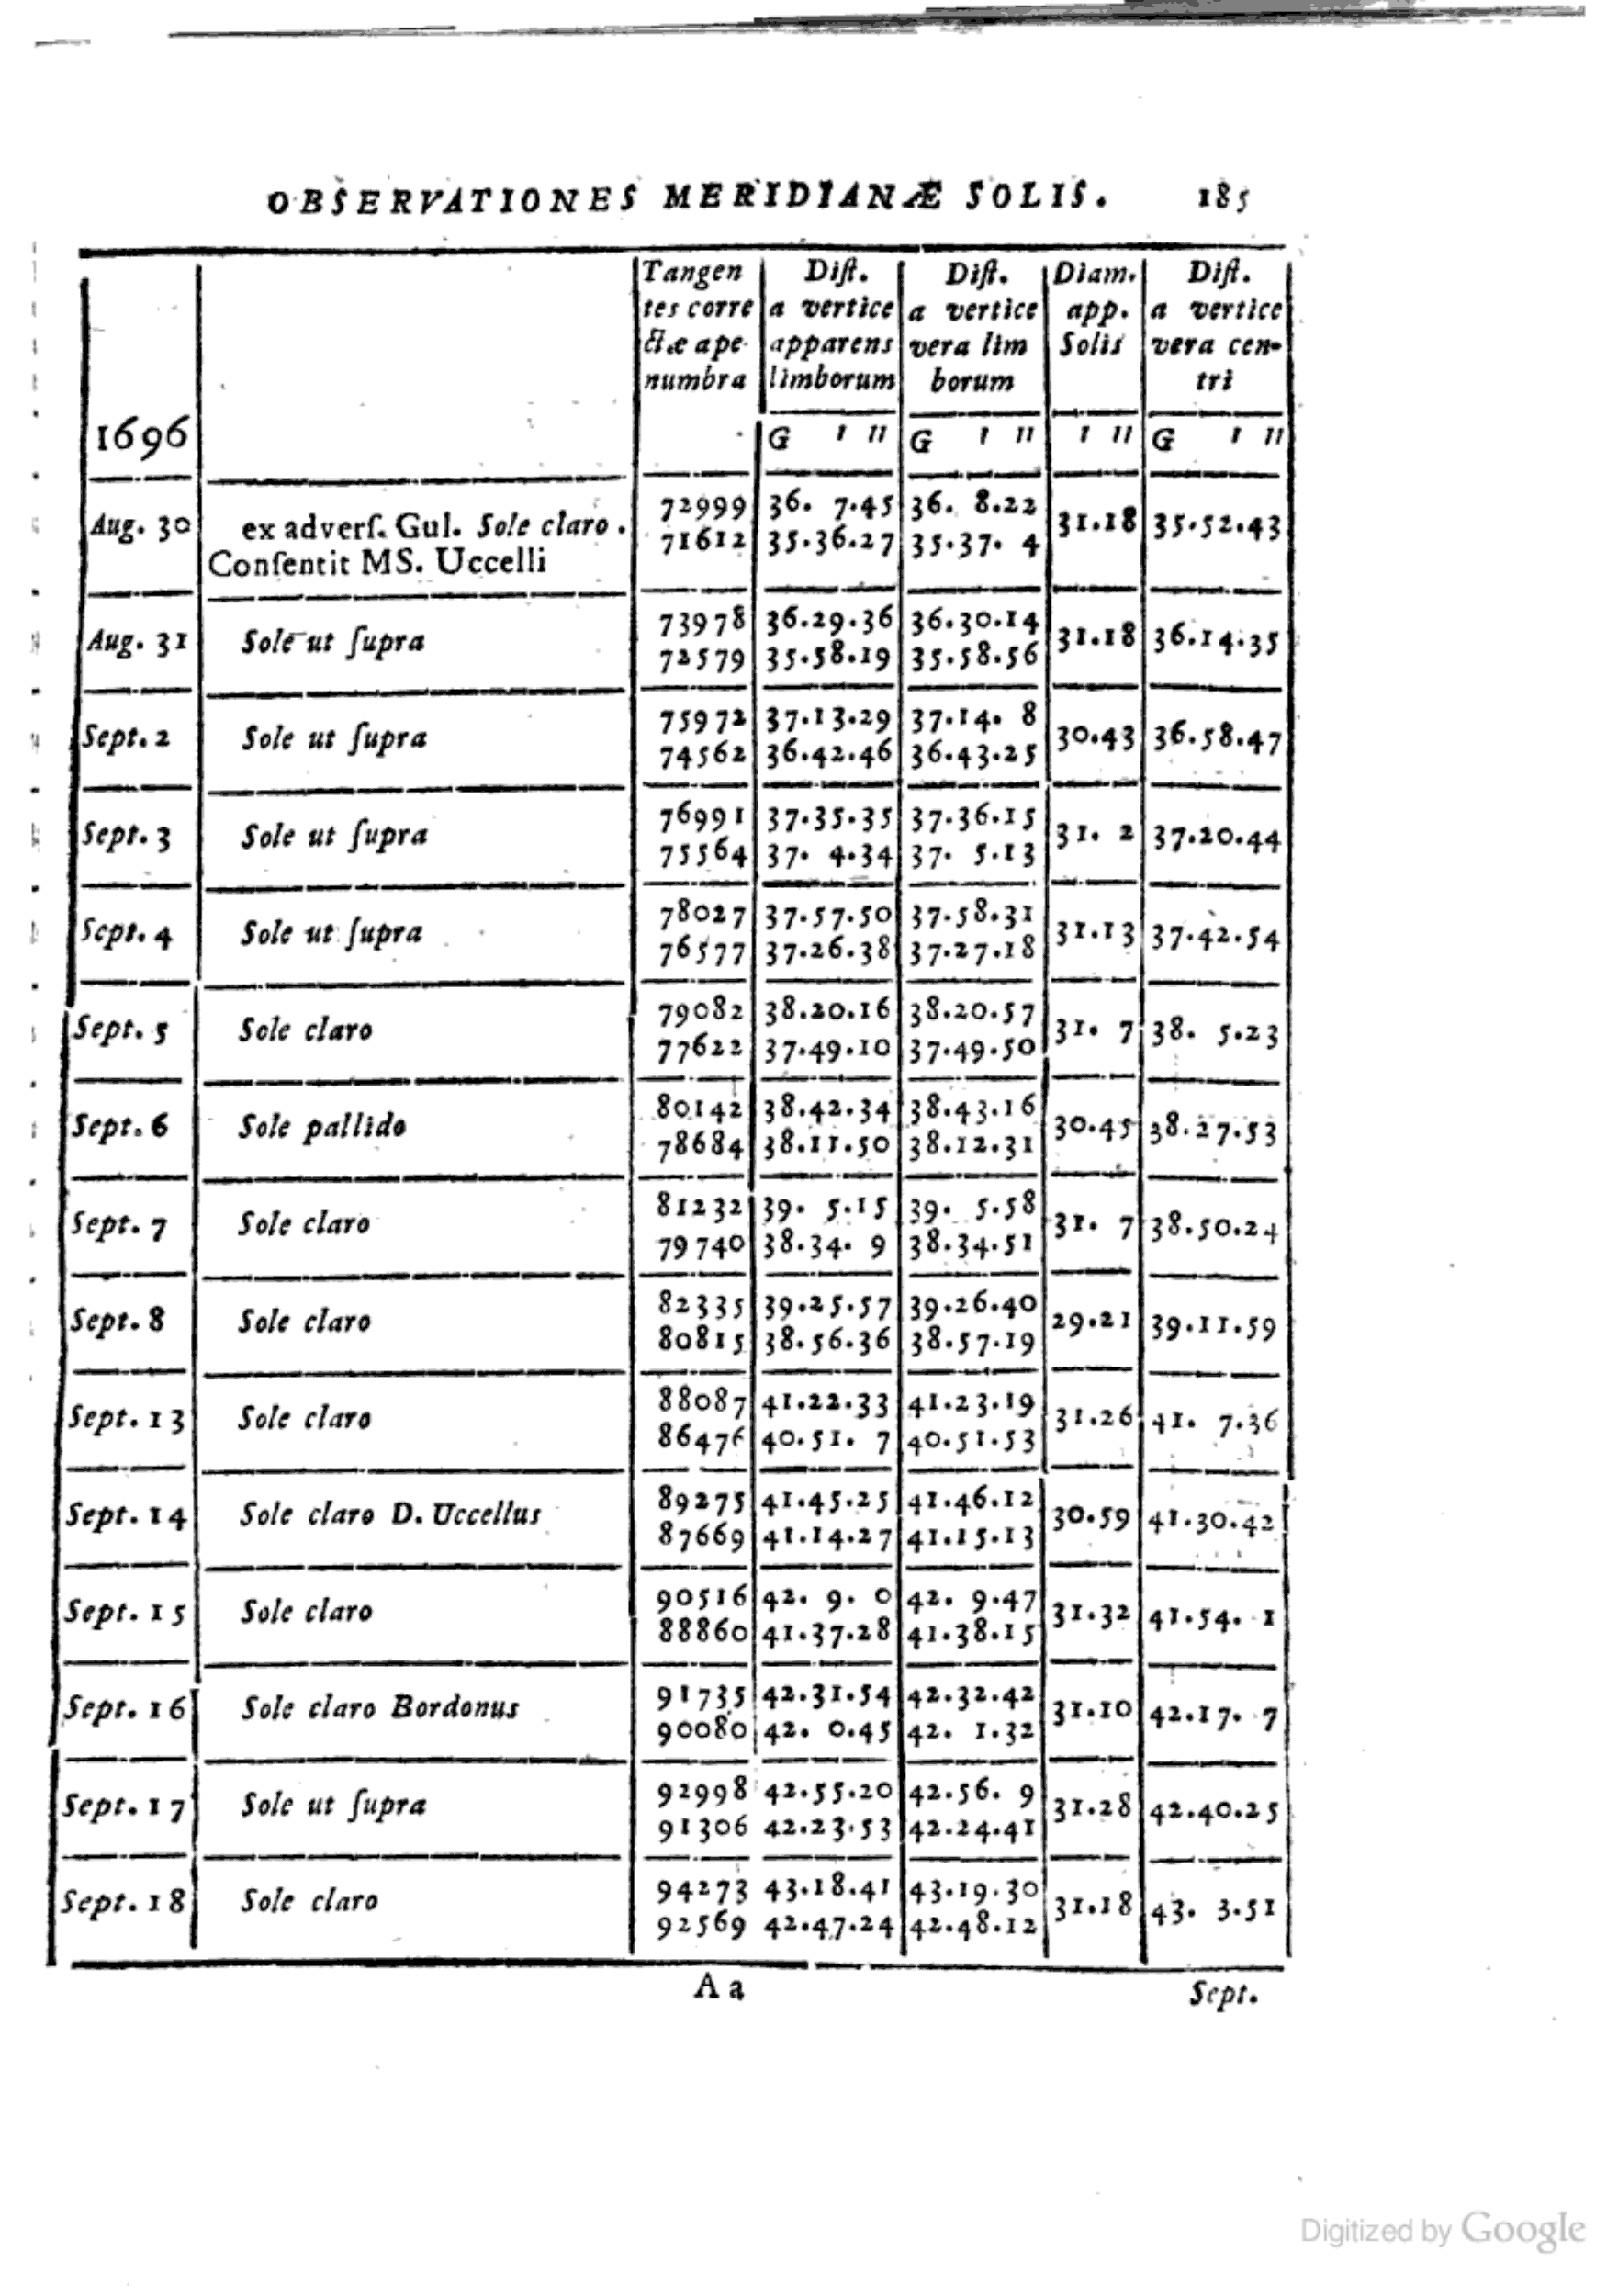 OBSERVATIONES MERIDIANÆ SOLIS. 185
1696
Tangen
tes corre
ctæ ape
numbra
Diſt.
a vertice
apparens
limborum
Diſt.
a vertice
vera lim
borum
Diam.
app.
Solis
Diſt.
a vertice
vera cen-
tri
G ' " G ' " ' " G ' "
Aug. 30 ex adverſ. Gul. Sole claro. 72999 36. 7.45 36. 8.22 31.18 35.52.43
Conſentit MS. Uccelli 71612 35.36.27 35.37. 4
Aug. 31 Sole ut ſupra 73978 36.29.36 36.30.14 31.18 36.14.35
72579 35.58.19 35.58.56
Sept. 2 Sole ut ſupra 75972 37.13.29 37.14. 8 30.43 36.58.47
74562 36.42.46 36.43.25
Sept. 3 Sole ut ſupra 76991 37.35.35 37.36.15 31. 2 37.20.44
75564 37. 4.34 37. 5.13
Sept. 4 Sole ut ſupra 78027 37.57.50 37.58.31 31.13 37.42.54
76577 37.26.38 37.27.18
Sept. 5 Sole claro 79082 38.20.16 38.20.57 31. 7 38. 5.23
77622 37.49.10 37.49.50
Sept. 6 Sole pallido 80142 38.42.34 38.43.16 30.45 38.27.53
78684 38.11.50 38.12.31
Sept. 7 Sole claro 81232 39. 5.15 39. 5.58 31. 7 38.50.24
79740 38.34. 9 38.34.51
Sept. 8 Sole claro 82335 39.25.57 39.26.40 29.21 39.11.59
80815 38.56.36 38.57.19
Sept. 13 Sole claro 88087 41.22.33 41.23.19 31.26 41. 7.36
86476 40.51. 7 40.51.53
Sept. 14 Sole claro D. Uccellus 89275 41.45.25 41.46.12 30.59 41.30.42
87669 41.14.27 41.15.13
Sept. 15 Sole claro 90516 42. 9. 0 42. 9.47 31.32 41.54. 1
88860 41.37.28 41.38.15
Sept. 16 Sole claro Bordonus 91735 42.31.54 42.32.42 31.10 42.17. 7
90080 42. 0.45 42. 1.32
Sept. 17 Sole ut ſupra 92998 42.55.20 42.56. 9 31.28 42.40.25
91306 42.23.53 42.24.41
Sept. 18 Sole claro 94273 43.18.41 43.19.30 31.18 43. 3.51
92569 42.47.24 42.48.12
A a Sept.
Digitized by Google